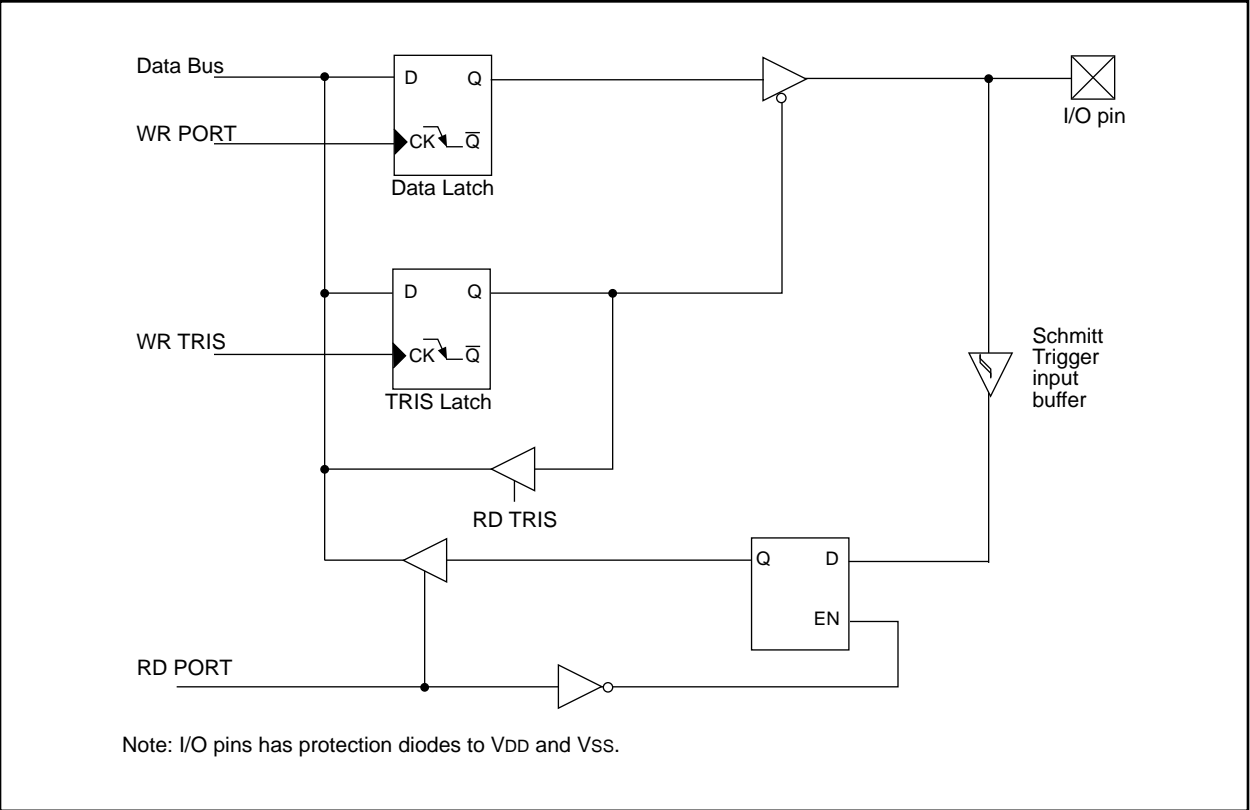 Data Bus
D Q
WR PORT
CK Q̅
Data Latch
I/O pin
D Q
WR TRIS
CK Q̅
TRIS Latch
Schmitt
Trigger
input
buffer
RD TRIS
Q D
EN
RD PORT
Note: I/O pins has protection diodes to VDD and VSS.